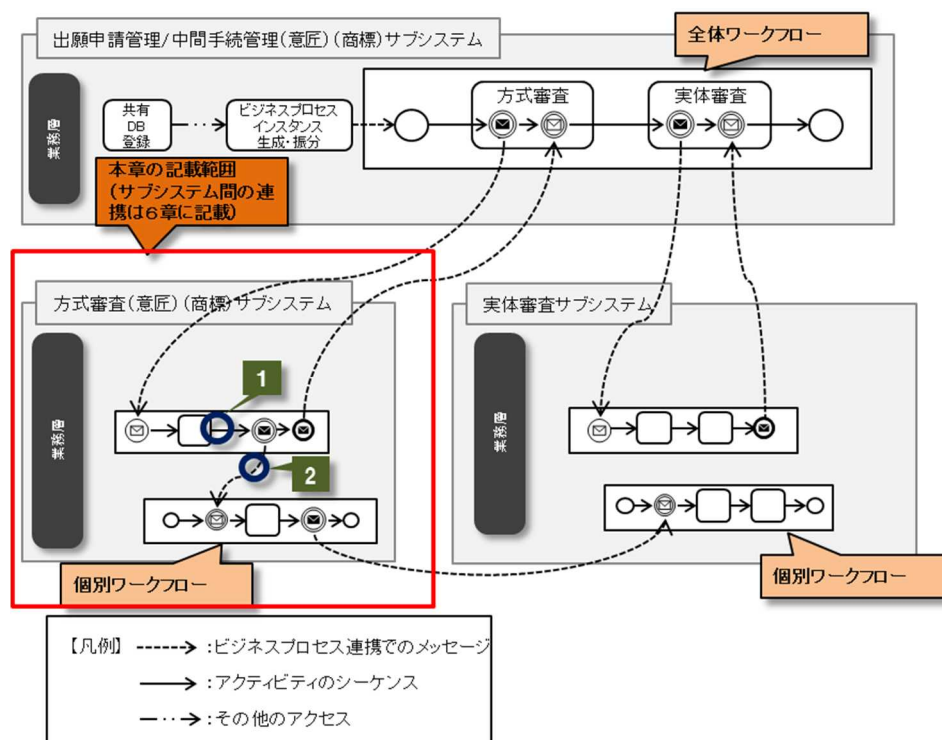 出願申請管理/中間手続管理(意匠)(商標)サブシステム
全体ワークフロー
業務層
共有
DB
登録
ビジネスプロセス
インスタンス
生成・振分
方式審査
実体審査
本章の記載範囲
(サブシステム間の連
携は6章に記載)
方式審査(意匠)(商標)サブシステム
業務層
1
2
個別ワークフロー
実体審査サブシステム
業務層
個別ワークフロー
【凡例】 :ビジネスプロセス連携でのメッセージ
:アクティビティのシーケンス
:その他のアクセス